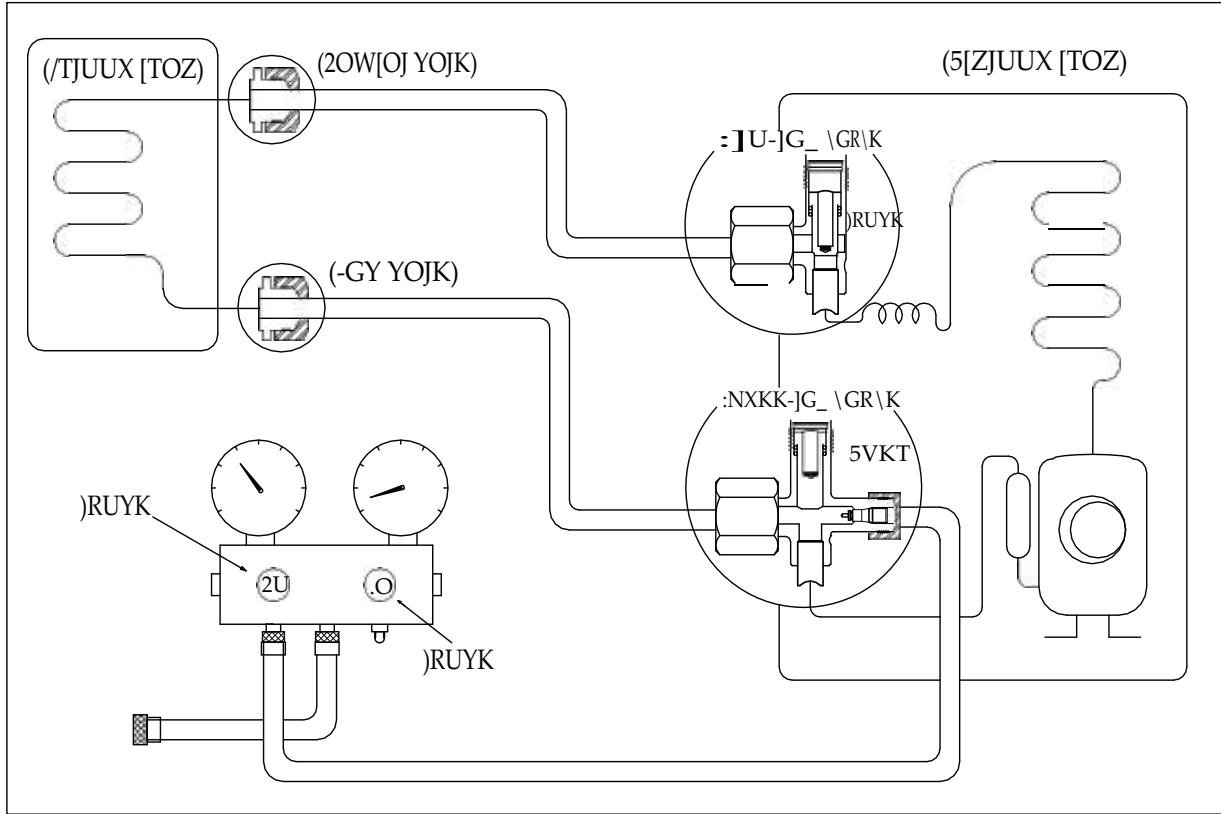 (/TJUUX [TOZ)
(2OW[OJ YOJK)
(5[ZJUUX [TOZ)
:]U-]G_ \GR\K
)RUYK
(-GY YOJK)
:NXKK-]G_ \GR\K
5VKT
)RUYK
2U
.O
)RUYK